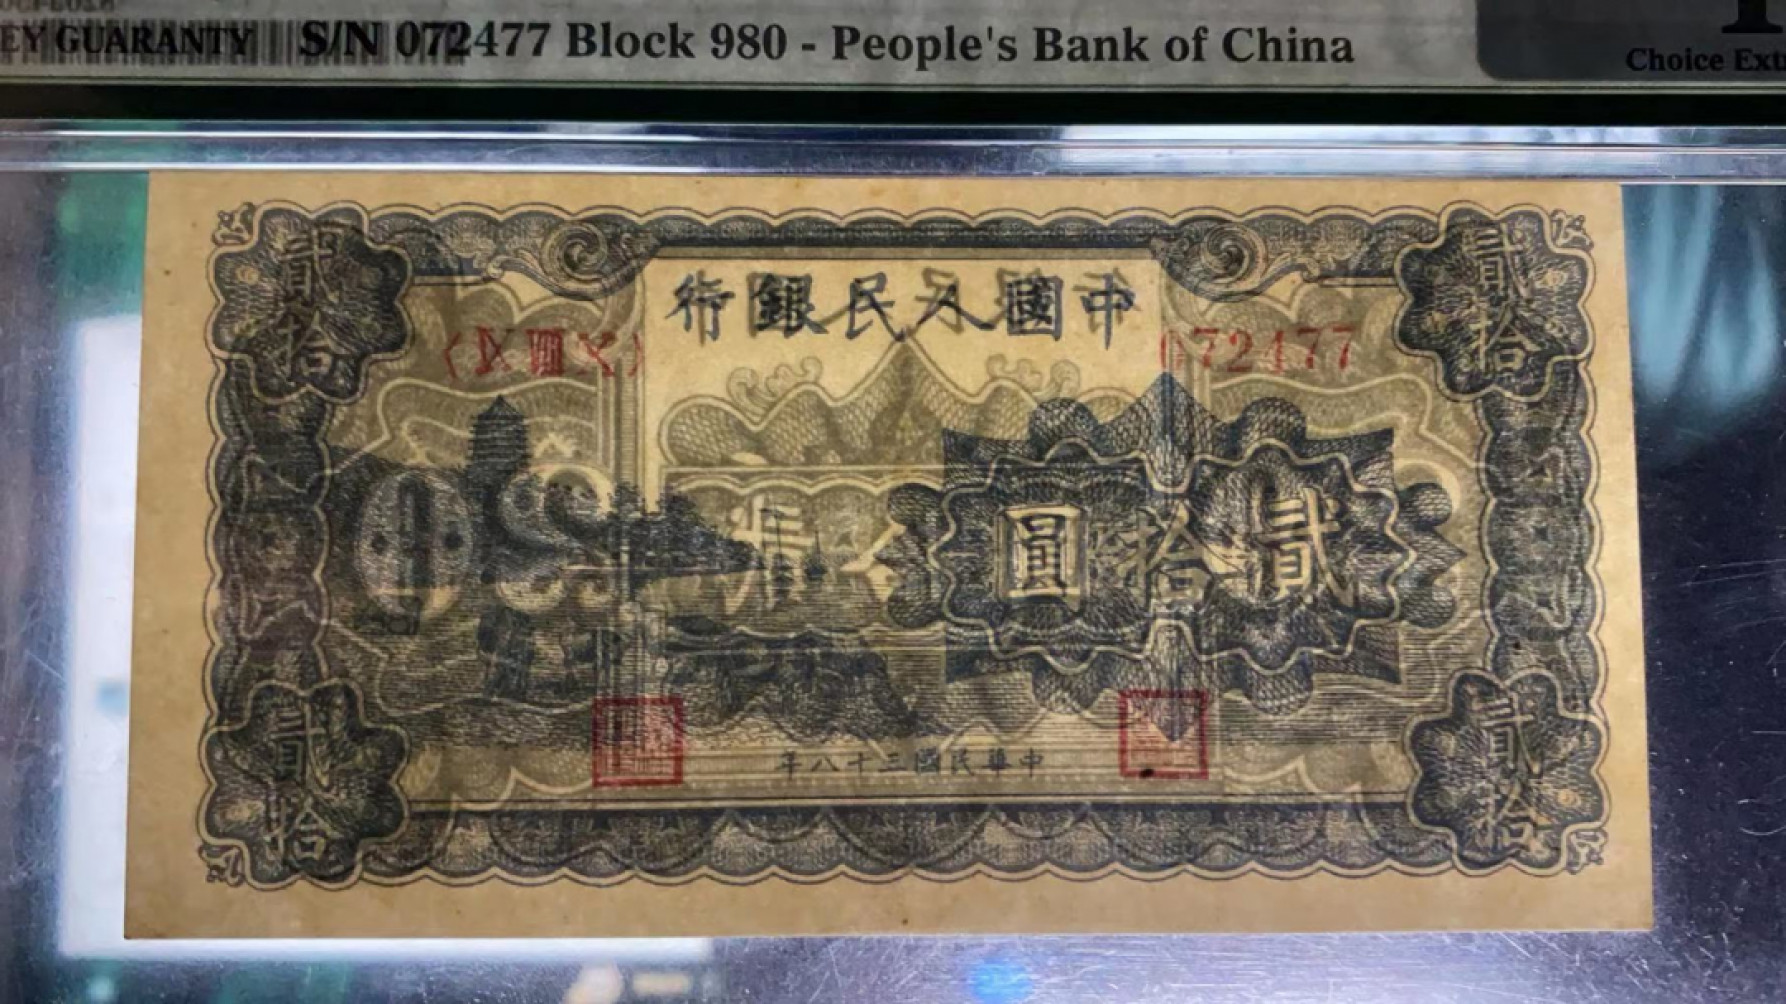 EY GUARANTY S/N 072477 Block 980 - People's Bank of China
Choice Ext
中國人民銀行
貳拾
貳拾
072477
貳拾圓
中華民國三十八年
貳拾
貳拾